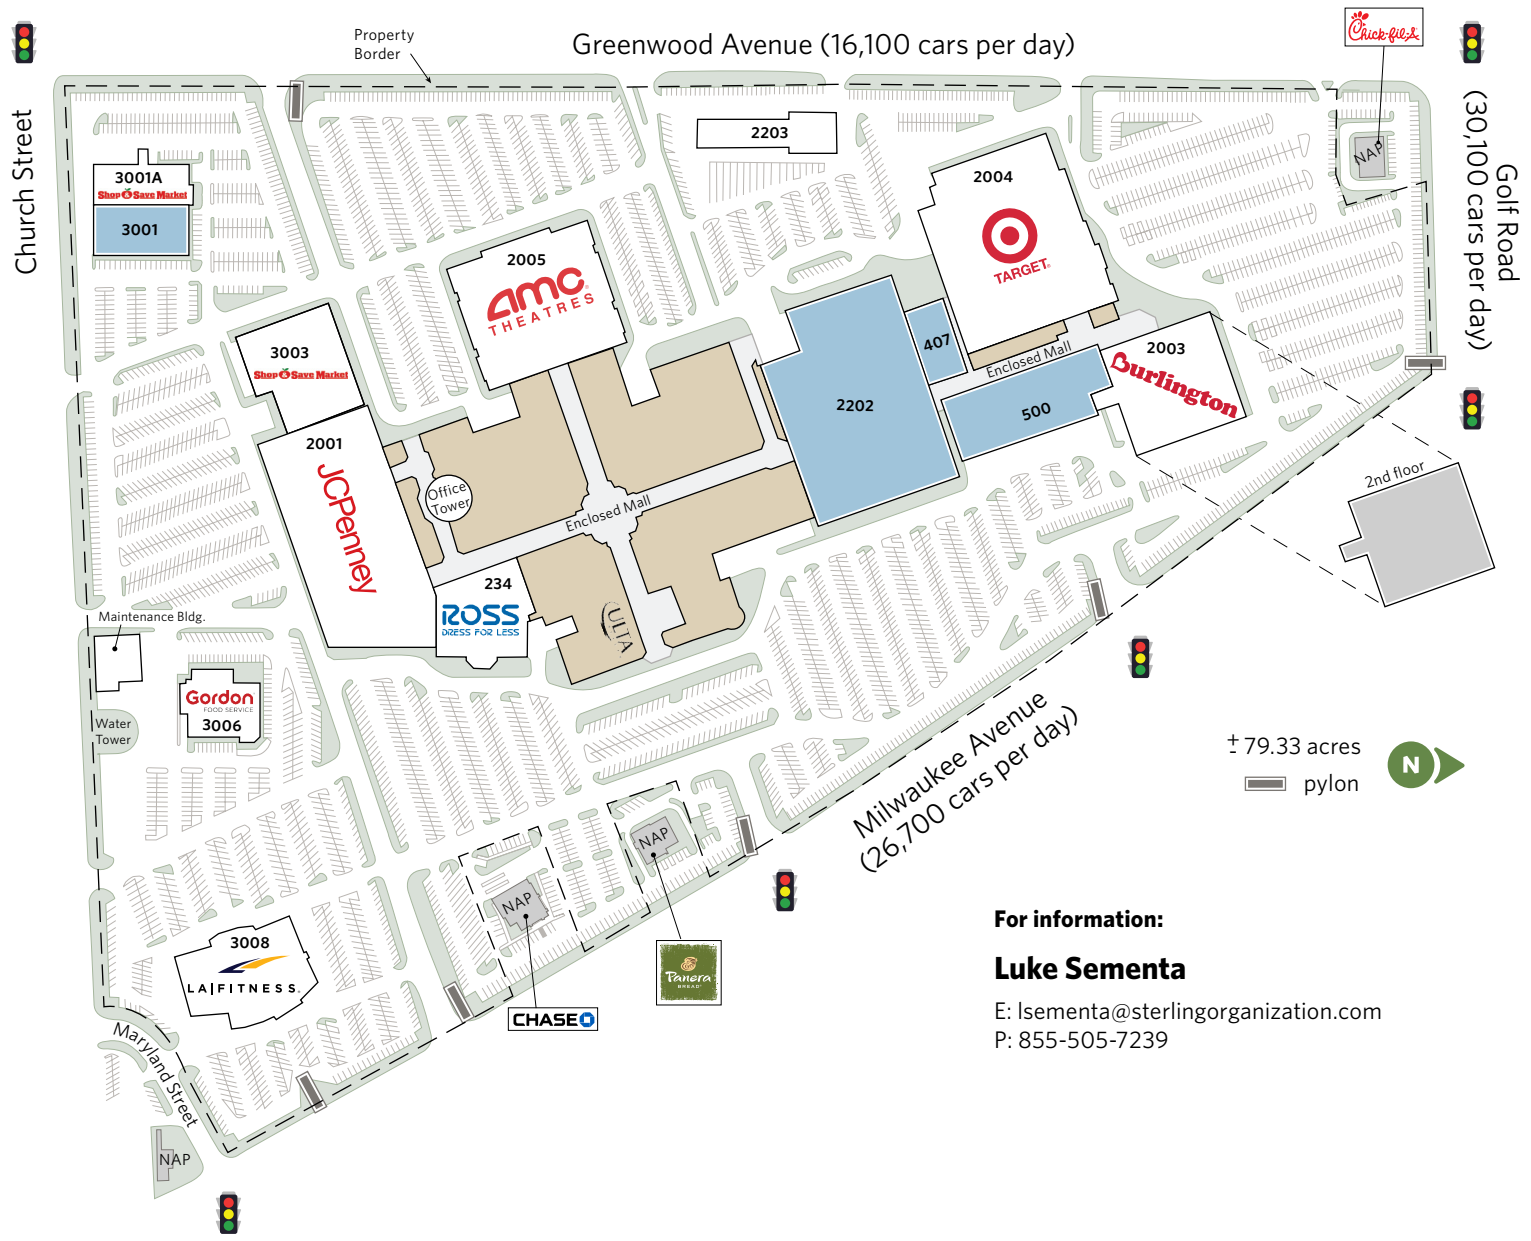 Property
Border
Greenwood Avenue (16,100 cars per day)
Chick-fil-A
Church Street
Golf Road
(30,100 cars per day)
2203
NAP
3001A
Shop & Save Market
3001
2004
TARGET
2005
AMC
THEATRES
3003
Shop & Save Market
407
Enclosed Mall
2003
Burlington
2202
500
2001
JCPenney
Office
Tower
Enclosed Mall
2nd floor
234
ROSS
DRESS FOR LESS
ULTA
Maintenance Bldg.
Gordon
FOOD SERVICE
3006
Water
Tower
Milwaukee Avenue
(26,700 cars per day)
± 79.33 acres
N
pylon
NAP
NAP
3008
LA|FITNESS.
Panera
BREAD
CHASE
Maryland Street
NAP
For information:
Luke Sementa
E: lsementa@sterlingorganization.com
P: 855-505-7239